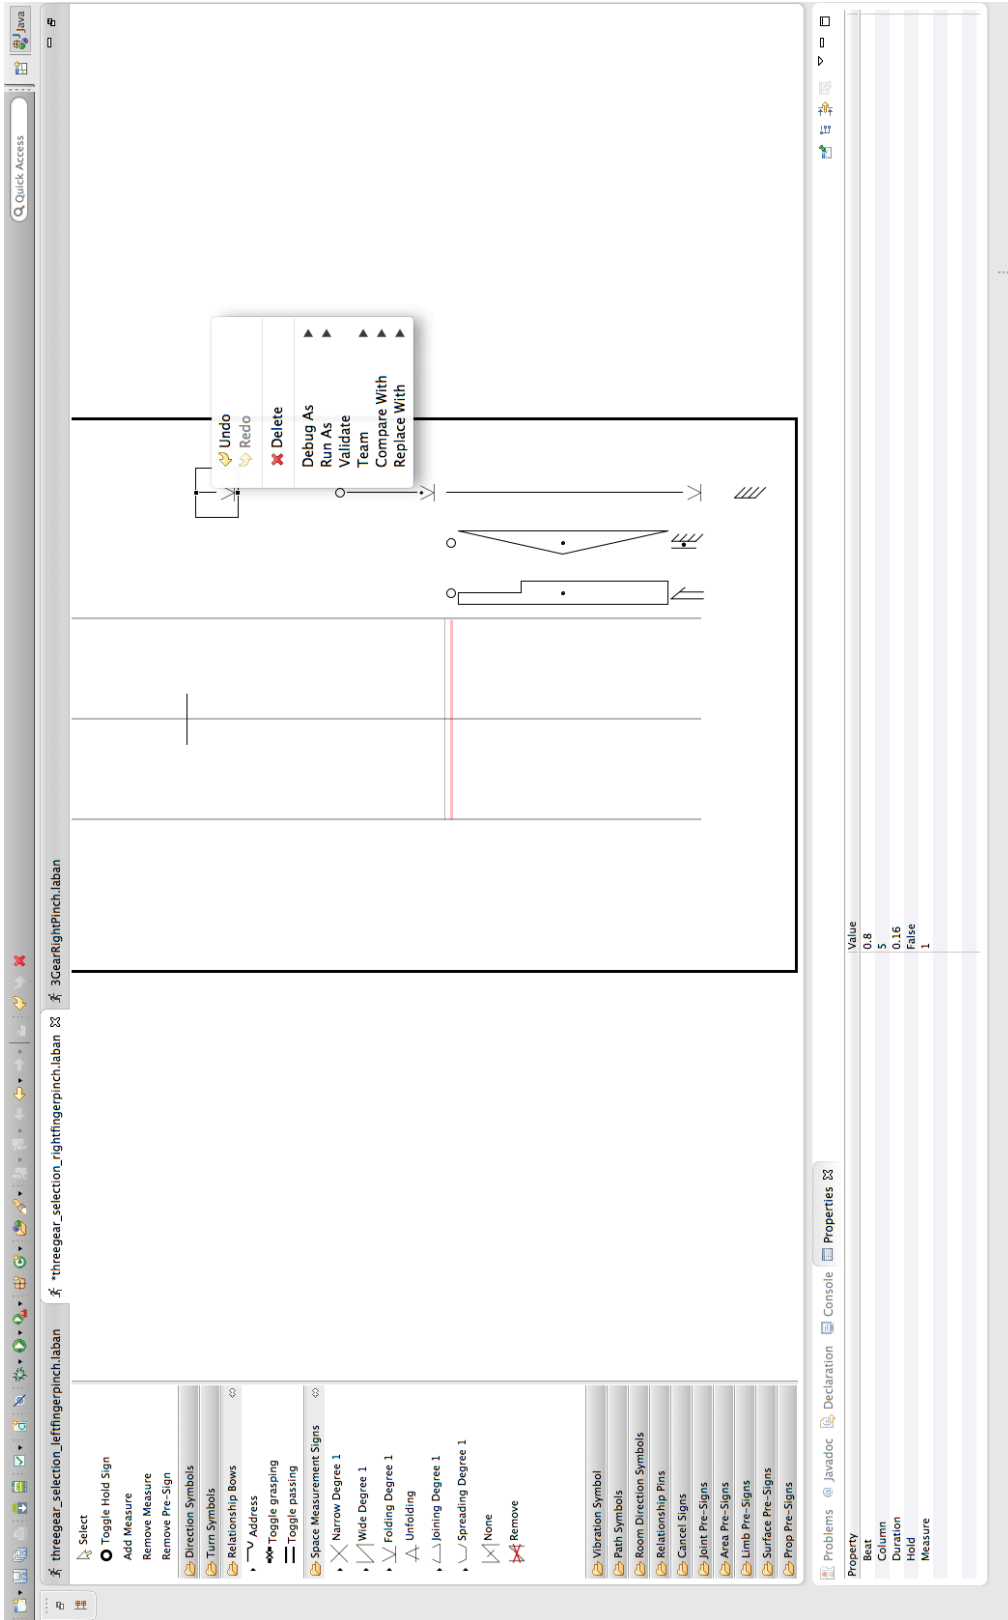 Quick Access
Java
threegear_selection_leftfingerpinch.laban
*threegear_selection_rightfingerpinch.laban
3GearRightPinch.laban
Select
Toggle Hold Sign
Add Measure
Remove Measure
Remove Pre-Sign
Direction Symbols
Turn Symbols
Relationship Bows
Address
Toggle grasping
Toggle passing
Space Measurement Signs
Narrow Degree 1
Wide Degree 1
Folding Degree 1
Unfolding
Joining Degree 1
Spreading Degree 1
None
Remove
Vibration Symbol
Path Symbols
Room Direction Symbols
Relationship Pins
Cancel Signs
Joint Pre-Signs
Area Pre-Signs
Limb Pre-Signs
Surface Pre-Signs
Prop Pre-Signs
Undo
Redo
Delete
Debug As
Run As
Validate
Team
Compare With
Replace With
Problems @ Javadoc Declaration Console Properties
Property Value
Beat 0.8
Column 5
Duration 0.16
Hold False
Measure 1